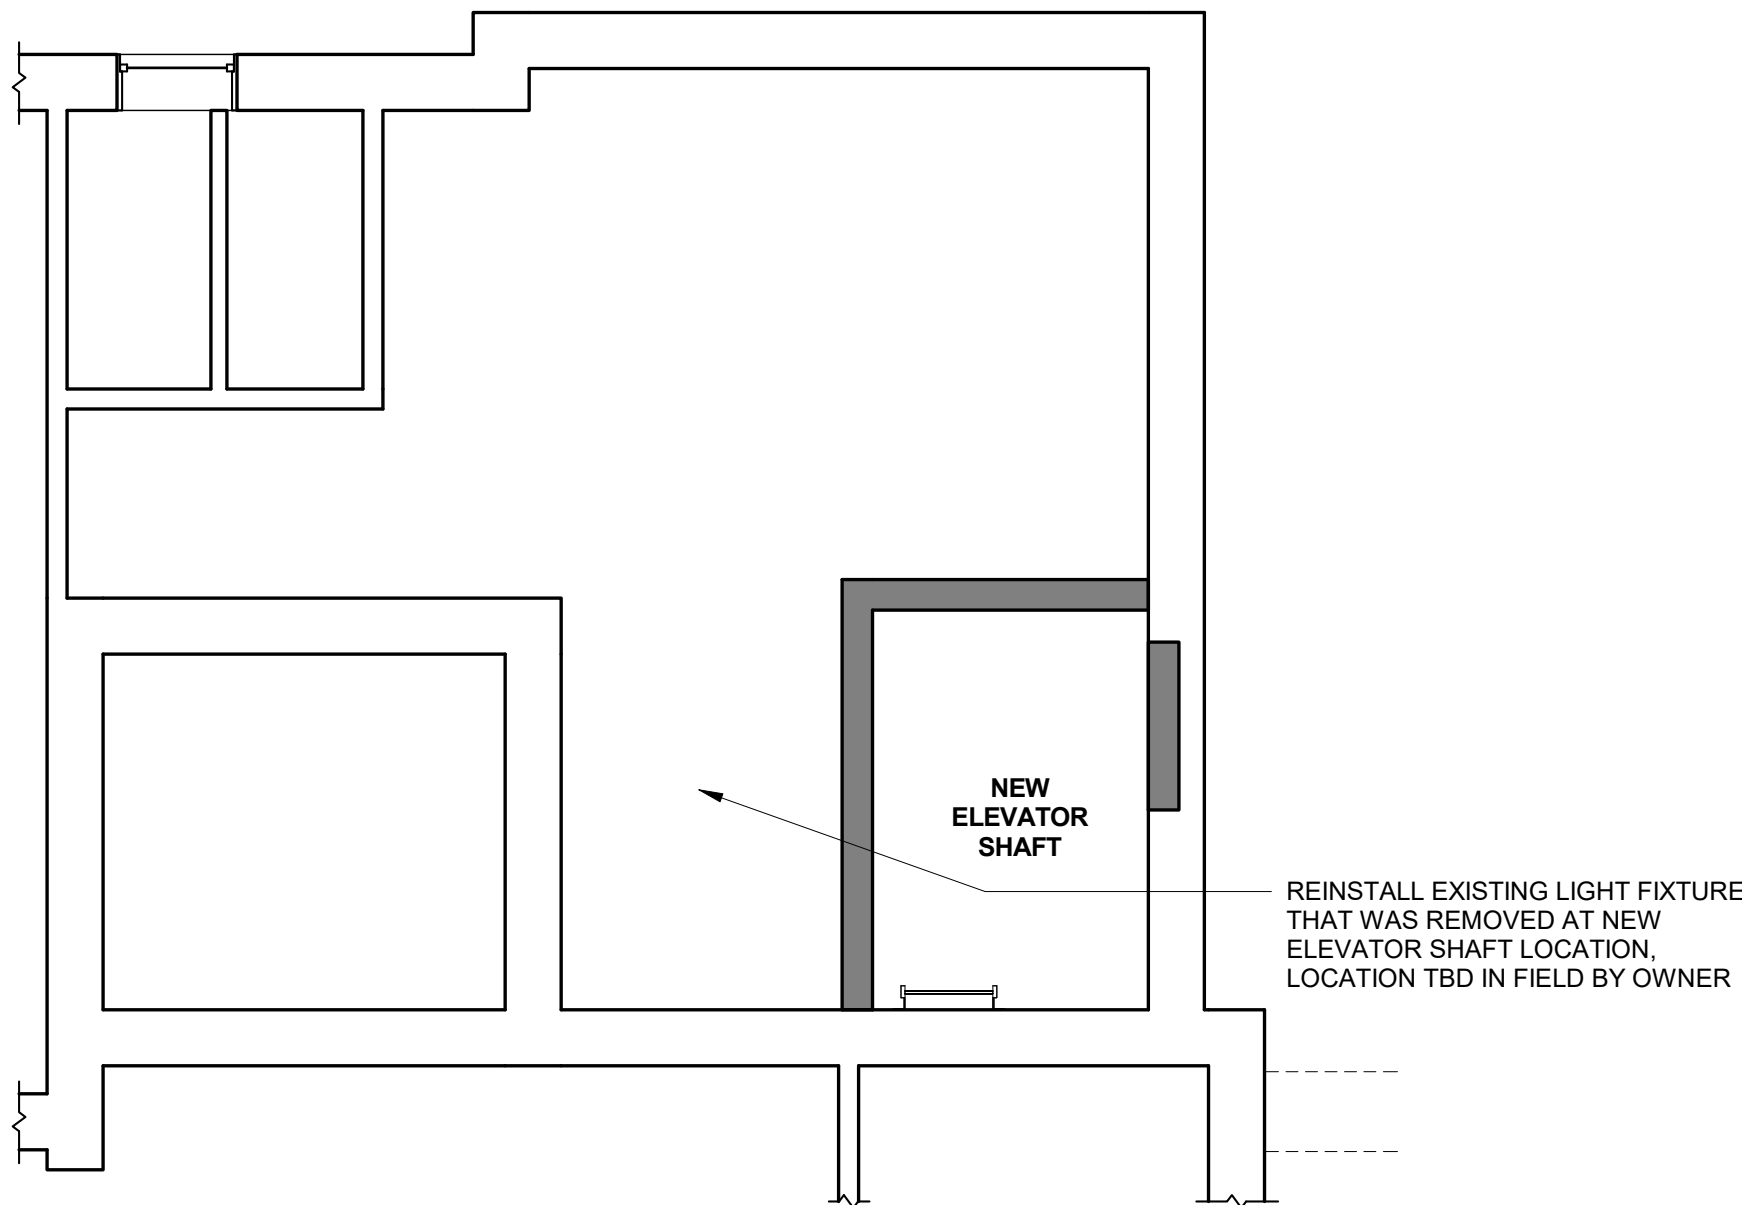 NEW
ELEVATOR
SHAFT
REINSTALL EXISTING LIGHT FIXTURE
THAT WAS REMOVED AT NEW
ELEVATOR SHAFT LOCATION,
LOCATION TBD IN FIELD BY OWNER